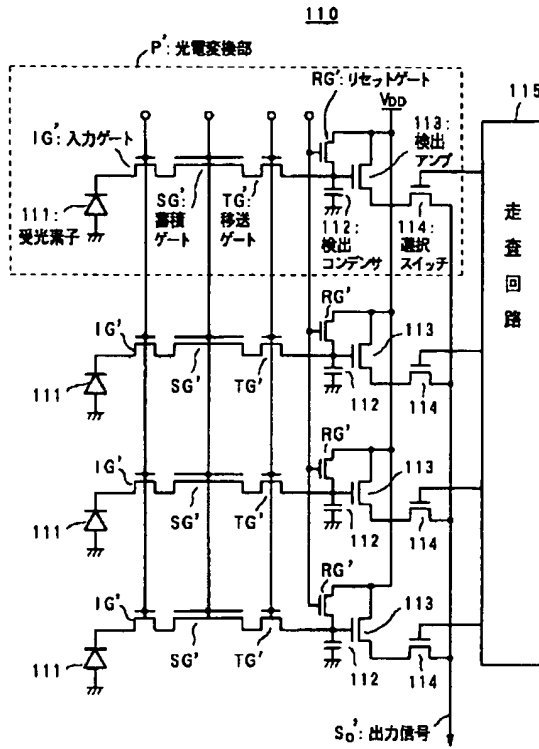 110
P': 光電変換部
RG': リセットゲート
VDD
115
IG': 入力ゲート
113:
検出
アンプ
111:
受光素子
SG':
蓄積
ゲート
TG':
移送
ゲート
112:
検出
コンデンサ
114:
選択
スイッチ
走査回路
RG'
IG'
113
111
SG'
TG'
112
114
RG'
IG'
113
111
SG'
TG'
112
114
RG'
IG'
113
111
SG'
TG'
112
114
SO': 出力信号